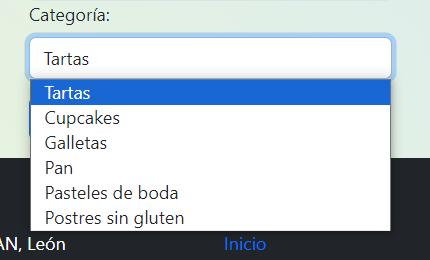 Categoría:
Tartas
Tartas
Cupcakes
Galletas
Pan
Pasteles de boda
Postres sin gluten
AN, León
Inicio